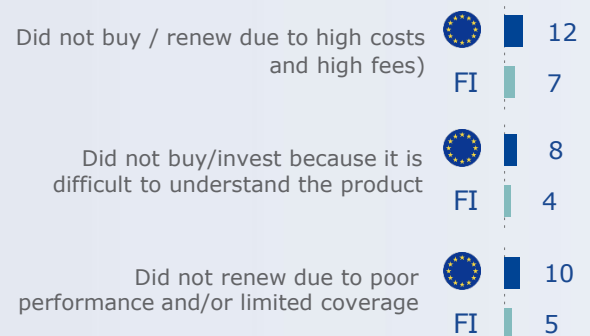 Did not buy / renew due to high costs
and high fees)
12
FI 7
Did not buy/invest because it is
difficult to understand the product
8
FI 4
Did not renew due to poor
performance and/or limited coverage
10
FI 5